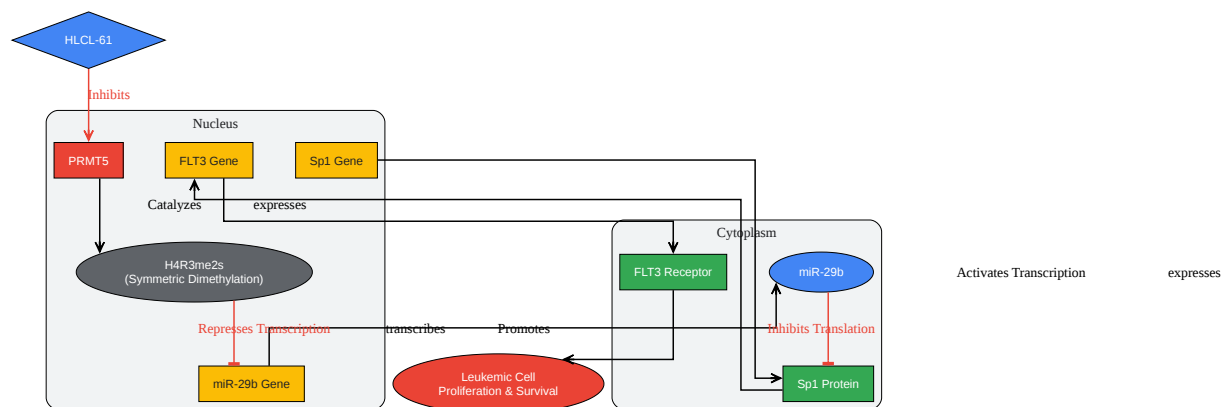 HLCL-61
Inhibits
Nucleus
PRMT5
FLT3 Gene
Sp1 Gene
Catalyzes
expresses
Cytoplasm
H4R3me2s
(Symmetric Dimethylation)
FLT3 Receptor
miR-29b
Activates Transcription
expresses
Represses Transcription
transcribes
Promotes
Inhibits Translation
miR-29b Gene
Leukemic Cell
Proliferation & Survival
Sp1 Protein